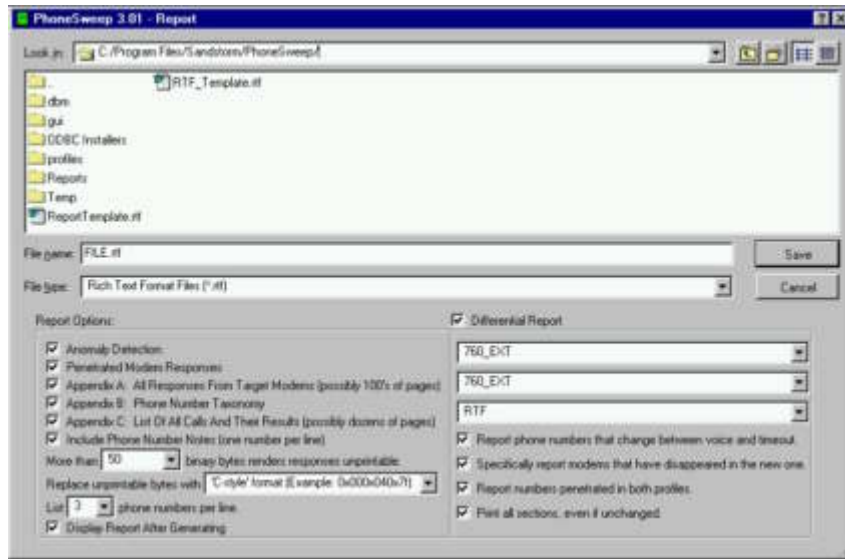 PhoneSweep 3.01 - Report
Look in: C:/Program Files/Sandstorm/PhoneSweep/
..
dbm
gui
ODBC Installers
profiles
Reports
Temp
ReportTemplate.rtf
RTF_Template.rtf
File name: FILE.rtf
Save
File type: Rich Text Format Files (*.rtf)
Cancel
Report Options:
Anomaly Detection
Penetrated Modem Responses
Appendix A: All Responses From Target Modems (possibly 100's of pages)
Appendix B: Phone Number Taxonomy
Appendix C: List Of All Calls And Their Results (possibly dozens of pages)
Include Phone Number Notes (one number per line)
More than 50 binary bytes renders responses unprintable.
Replace unprintable bytes with 'C-style' format (Example: 0x000x040x7f)
List 3 phone numbers per line.
Display Report After Generating
Differential Report
760_EXT
760_EXT
RTF
Report phone numbers that change between voice and timeout.
Specifically report modems that have disappeared in the new one.
Report numbers penetrated in both profiles.
Print all sections, even if unchanged.